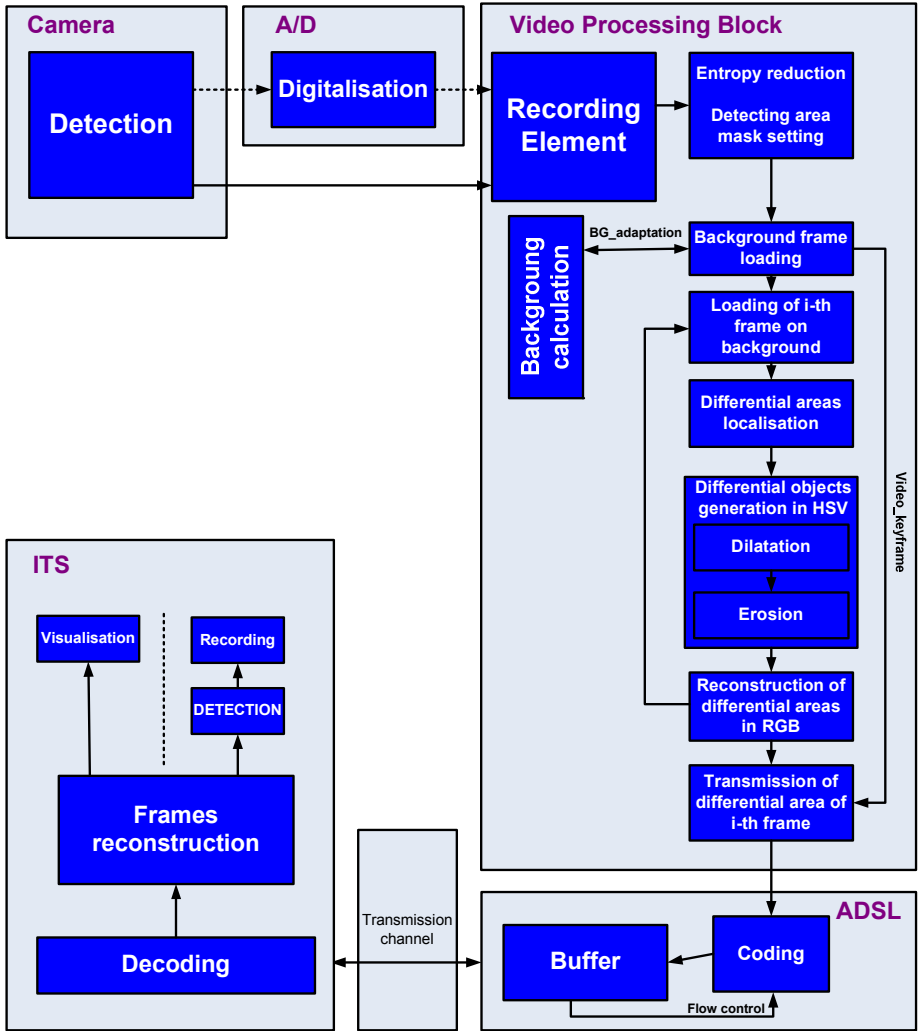 Camera
A/D
Video Processing Block
Detection
Digitalisation
Recording
Element
Entropy reduction
Detecting area
mask setting
Backgroung
calculation
BG_adaptation
Background frame
loading
Loading of i-th
frame on
background
Differential areas
localisation
Differential objects
generation in HSV
Dilatation
Erosion
Video_keyframe
Reconstruction of
differential areas
in RGB
Transmission of
differential area of
i-th frame
ITS
Visualisation
Recording
DETECTION
Frames
reconstruction
Decoding
Transmission
channel
ADSL
Buffer
Coding
Flow control